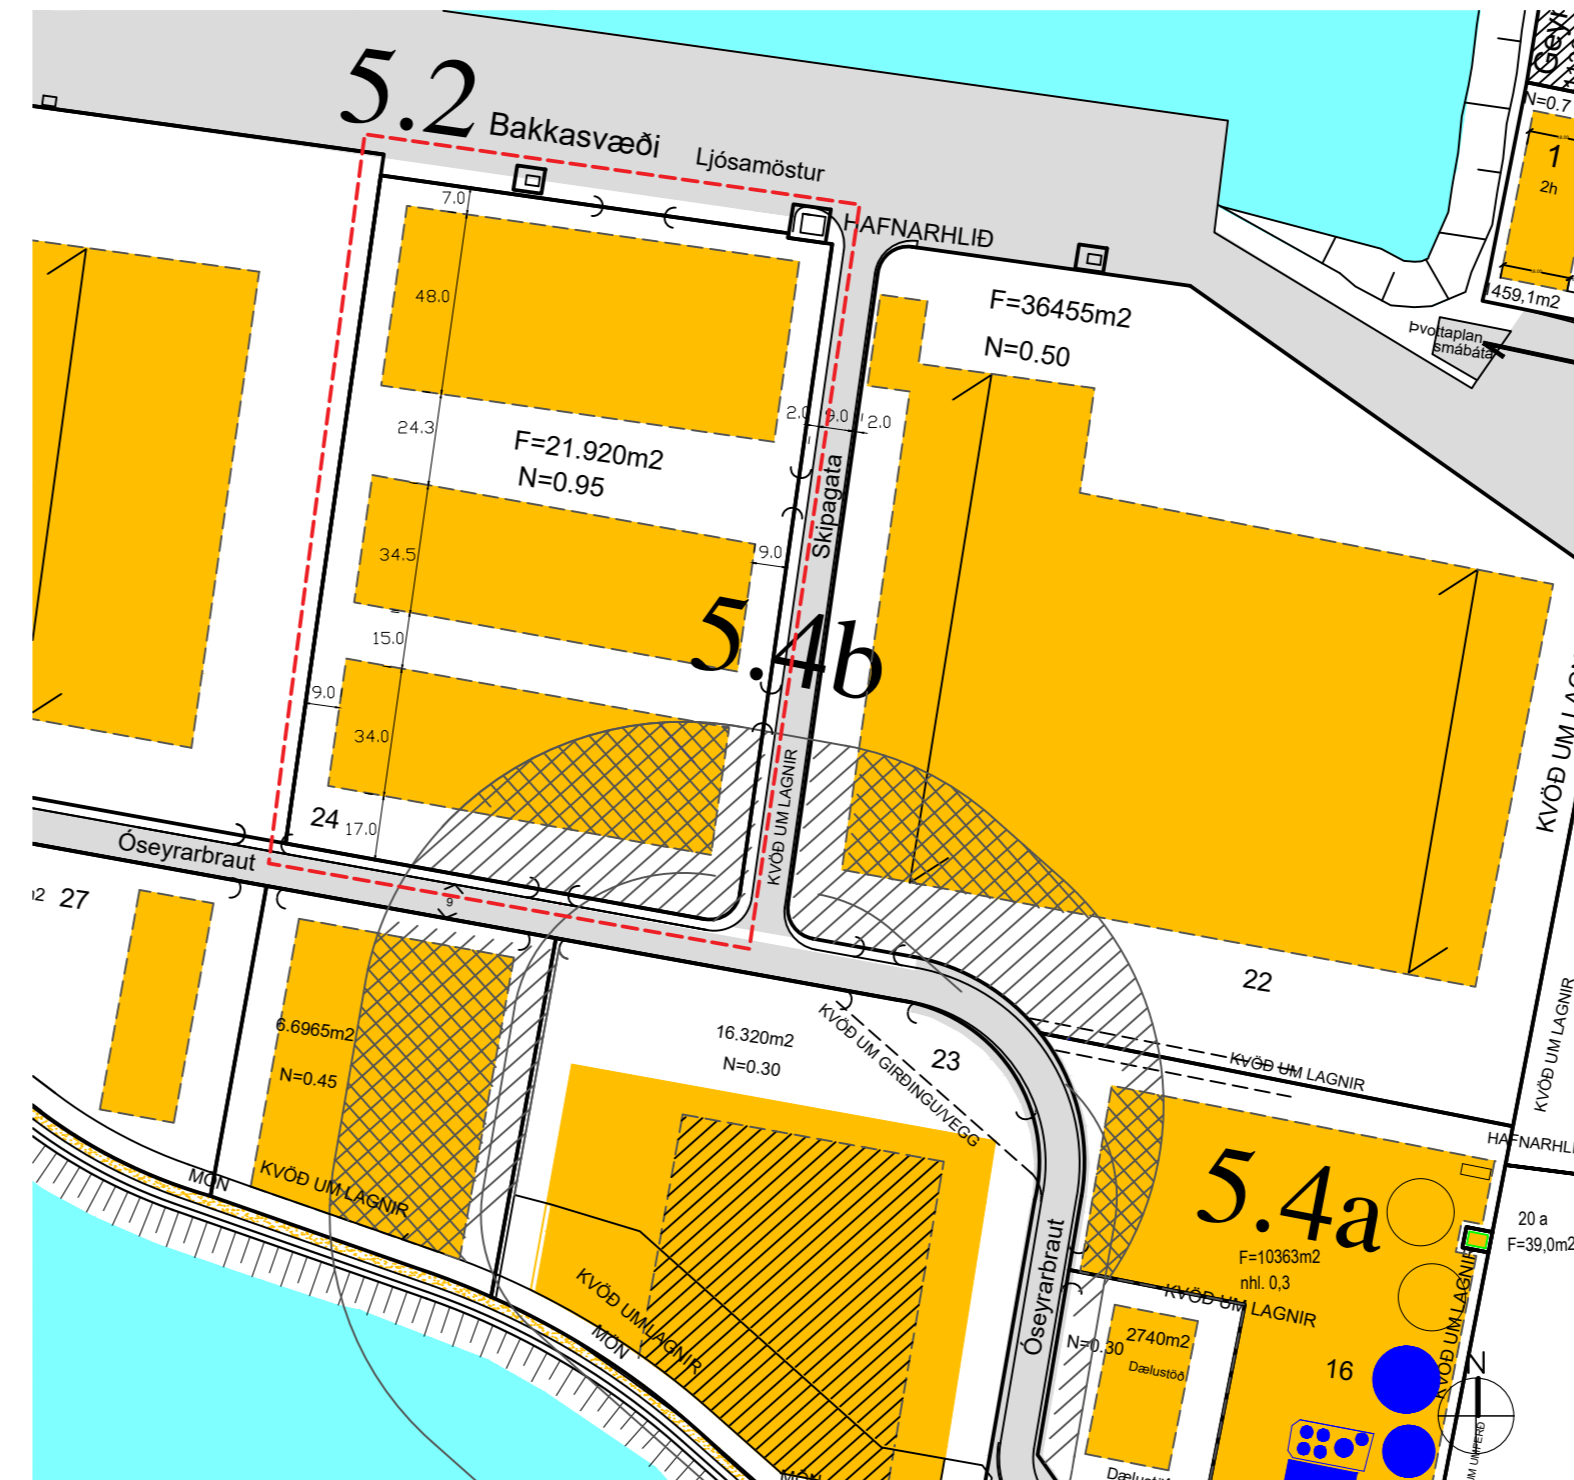 5.2 Bakkasvæði
Ljósamöstur
HAFNARHLIÐ
N=0.7
1
2h
1459,1m2
Þvottaplan
smábáta
7.0
48.0
24.3
34.5
15.0
9.0
34.0
17.0
F=21.920m2
N=0.95
2.0
9.0
2.0
Skipagata
9.0
F=36455m2
N=0.50
5.4b
KVÖÐ UM LAGNIR
24
Óseyrarbraut
9
27
6.6965m2
N=0.45
16.320m2
N=0.30
23
KVÖÐ UM GIRÐINGU/VEGG
22
KVÖÐ UM LAGNIR
KVÖÐ UM LAGNIR
HAFNARHLI
MÖN
KVÖÐ UM LAGNIR
KVÖÐ UM LAGNIR
MÖN
MÖN
Óseyrarbraut
5.4a
F=10363m2
nhl. 0,3
KVÖÐ UM LAGNIR
KVÖÐ UM LAGNIR
20 a
F=39,0m2
N=0.30
2740m2
Dælustöð
16
N